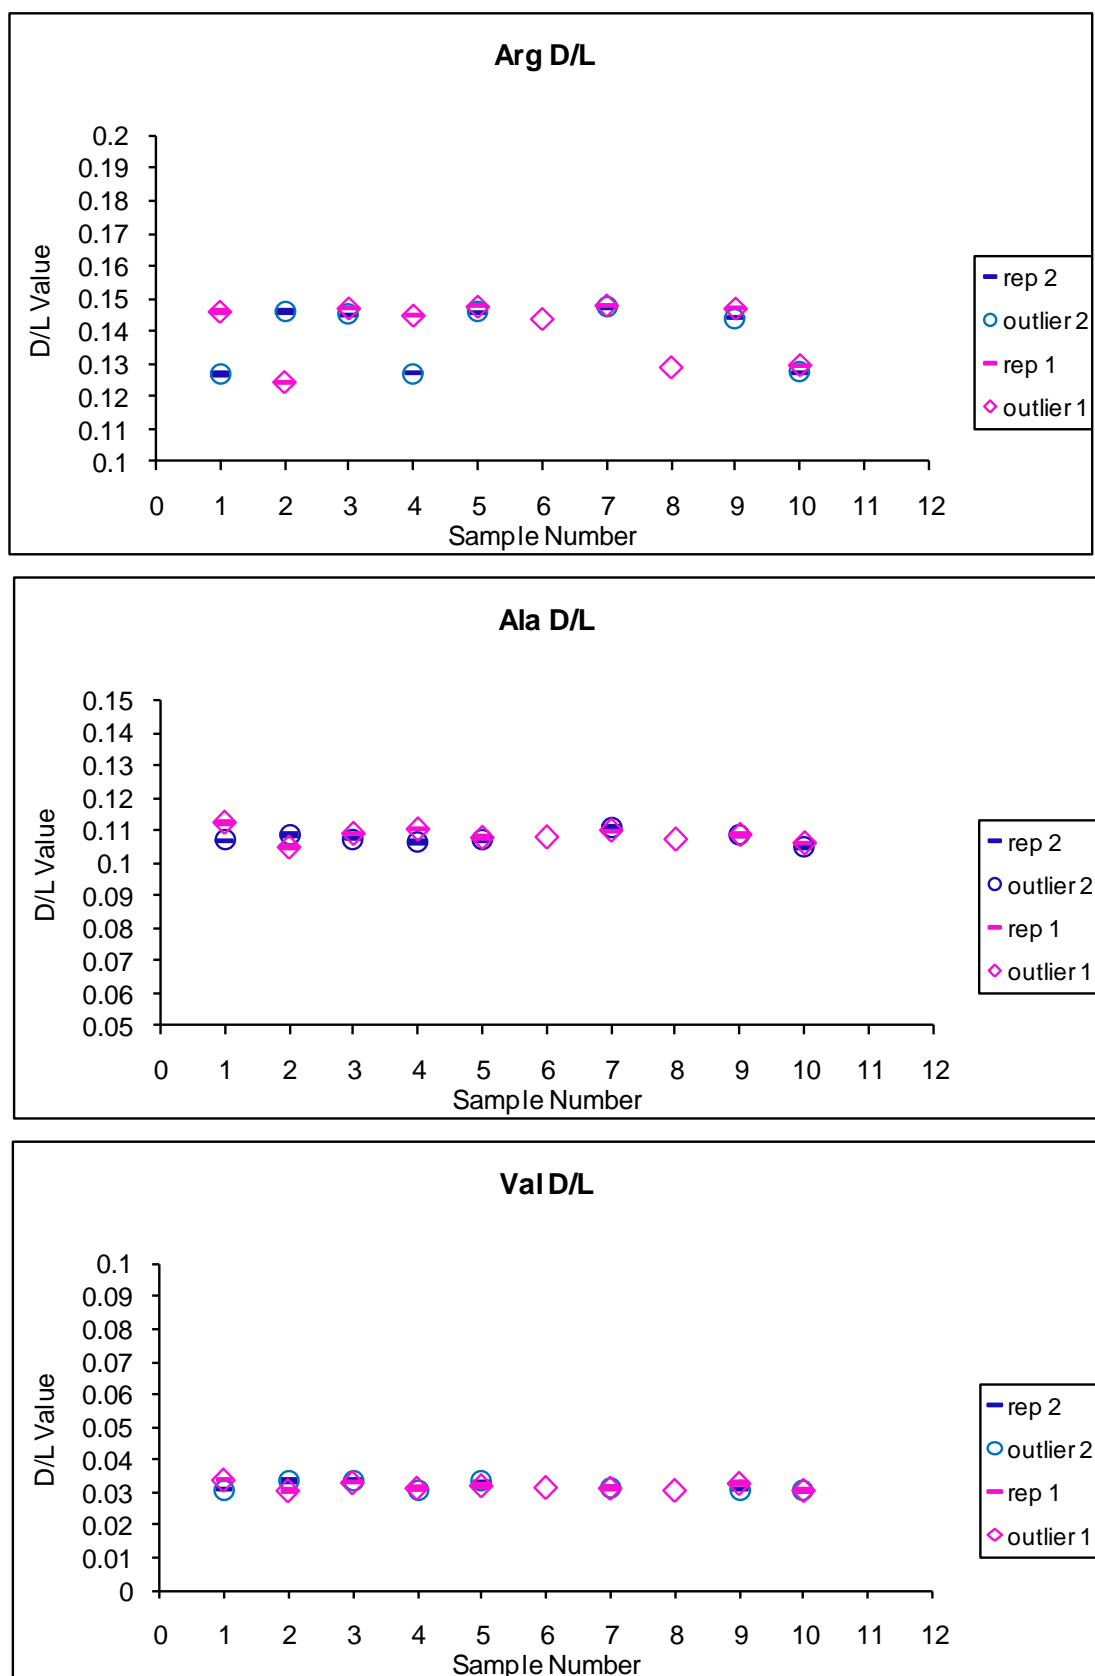 Arg D/L
0.2
0.19
0.18
0.17
0.16
0.15
0.14
0.13
0.12
0.11
0.1
D/L Value
0 1 2 3 4 5 6 7 8 9 10 11 12
Sample Number
rep 2
outlier 2
rep 1
outlier 1
Ala D/L
0.15
0.14
0.13
0.12
0.11
0.1
0.09
0.08
0.07
0.06
0.05
D/L Value
0 1 2 3 4 5 6 7 8 9 10 11 12
Sample Number
rep 2
outlier 2
rep 1
outlier 1
Val D/L
0.1
0.09
0.08
0.07
0.06
0.05
0.04
0.03
0.02
0.01
0
D/L Value
0 1 2 3 4 5 6 7 8 9 10 11 12
Sample Number
rep 2
outlier 2
rep 1
outlier 1